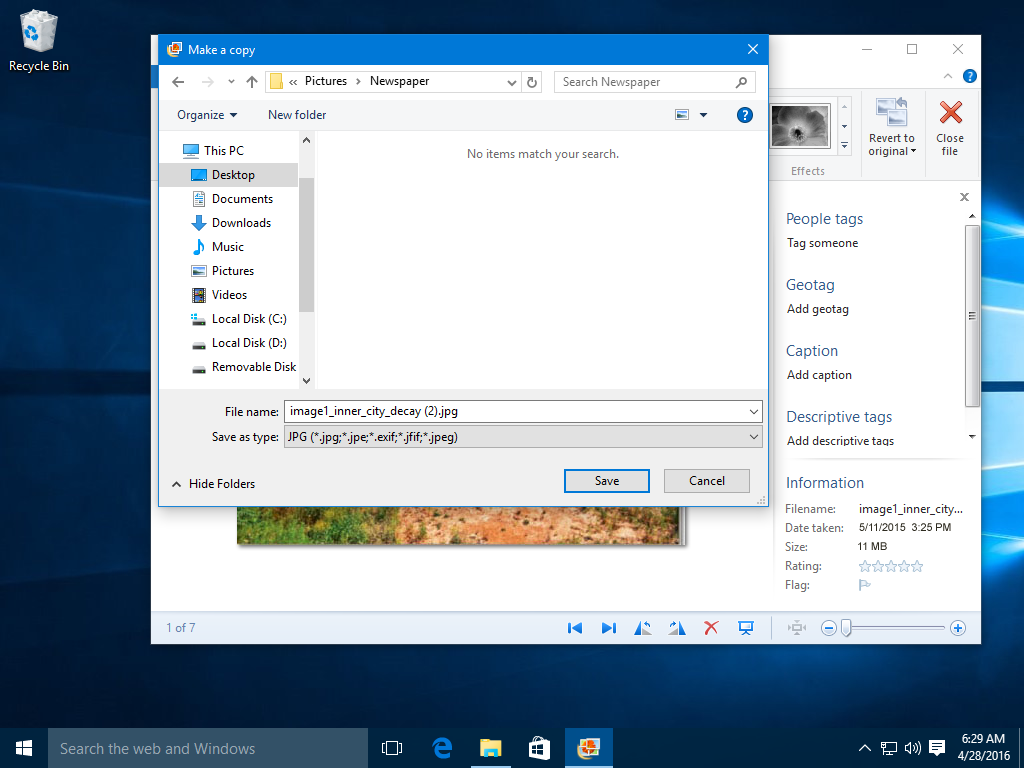 Recycle Bin
Make a copy
« Pictures > Newspaper
Search Newspaper
Organize
New folder
?
?
This PC
Desktop
Documents
Downloads
Music
Pictures
Videos
Local Disk (C:)
Local Disk (D:)
Removable Disk
No items match your search.
File name:
image1_inner_city_decay (2).jpg
Save as type:
JPG (*.jpg;*.jpe;*.exif;*.jfif;*.jpeg)
Hide Folders
Save
Cancel
Revert to
original
Close
file
Effects
People tags
Tag someone
Geotag
Add geotag
Caption
Add caption
Descriptive tags
Add descriptive tags
Information
Filename: image1_inner_city...
Date taken: 5/11/2015 3:25 PM
Size: 11 MB
Rating:
Flag:
1 of 7
Search the web and Windows
6:29 AM
4/28/2016